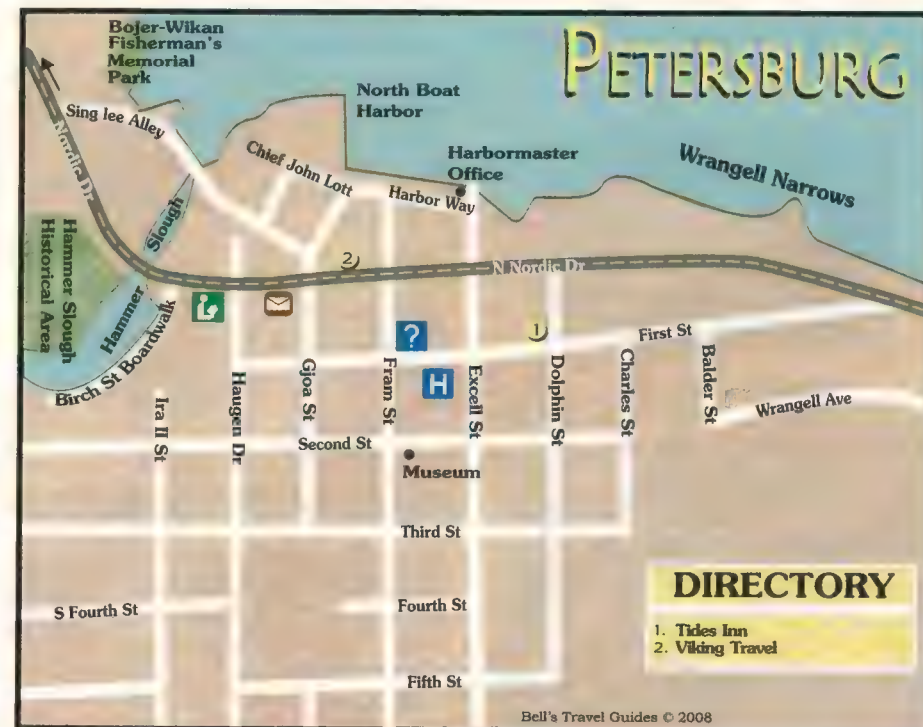 PETERSBURG
Bojer-Wikan
Fisherman's
Memorial
Park
North Boat
Harbor
Sing lee Alley
Chief John Lott
Harbormaster
Office
Harbor Way
Wrangell Narrows
Nordic Dr
N Nordic Dr
Hammer Slough
Historical Area
Hammer
Slough
Birch St Boardwalk
2
?
H
1
First St
Ira II St
Haugen Dr
Gjoa St
Fram St
Excell St
Dolphin St
Charles St
Balder St
Wrangell Ave
Second St
Museum
Third St
S Fourth St
Fourth St
Fifth St
DIRECTORY
1. Tides Inn
2. Viking Travel
Bell's Travel Guides © 2008